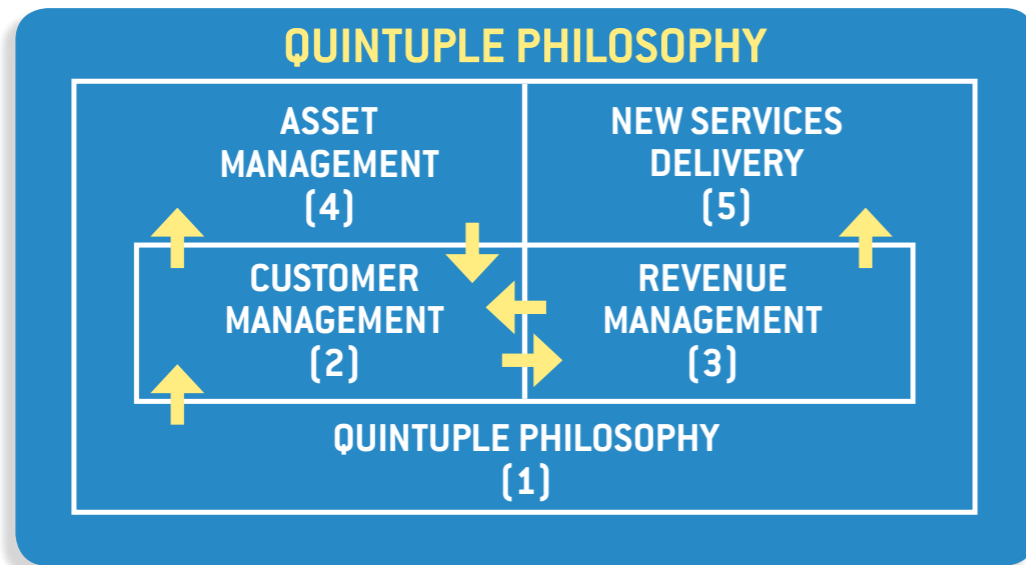 QUINTUPLE PHILOSOPHY
ASSET
MANAGEMENT
(4)
NEW SERVICES
DELIVERY
(5)
CUSTOMER
MANAGEMENT
(2)
REVENUE
MANAGEMENT
(3)
QUINTUPLE PHILOSOPHY
(1)